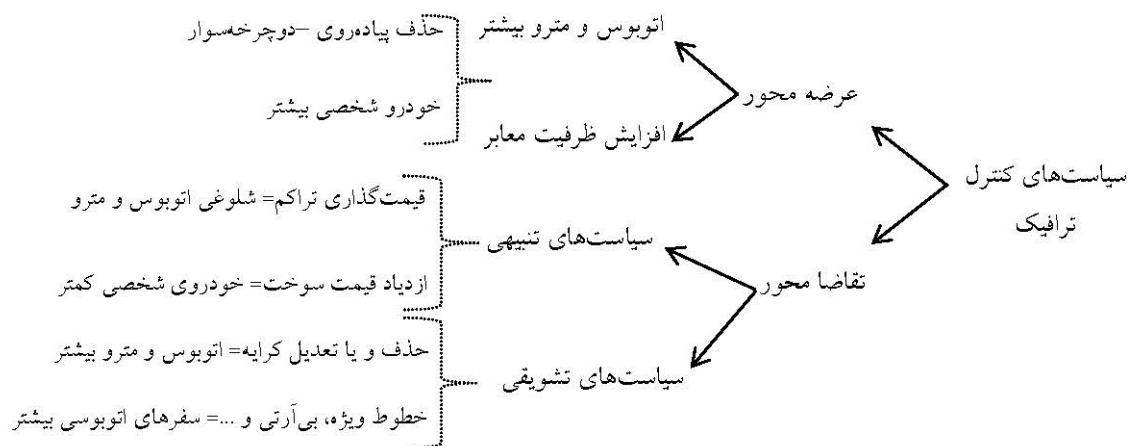 سیاست‌های کنترل
ترافیک
عرضه محور
اتوبوس و مترو بیشتر
افزایش ظرفیت معابر
حذف پیاده‌روی –دوچرخه‌سوار
خودرو شخصی بیشتر
تقاضا محور
سیاست‌های تنبیهی
قیمت‌گذاری تراکم= شلوغی اتوبوس و مترو
ازدیاد قیمت سوخت= خودروی شخصی کمتر
سیاست‌های تشویقی
حذف و یا تعدیل کرایه= اتوبوس و مترو بیشتر
خطوط ویژه، بی‌آرتی و ...= سفرهای اتوبوسی بیشتر